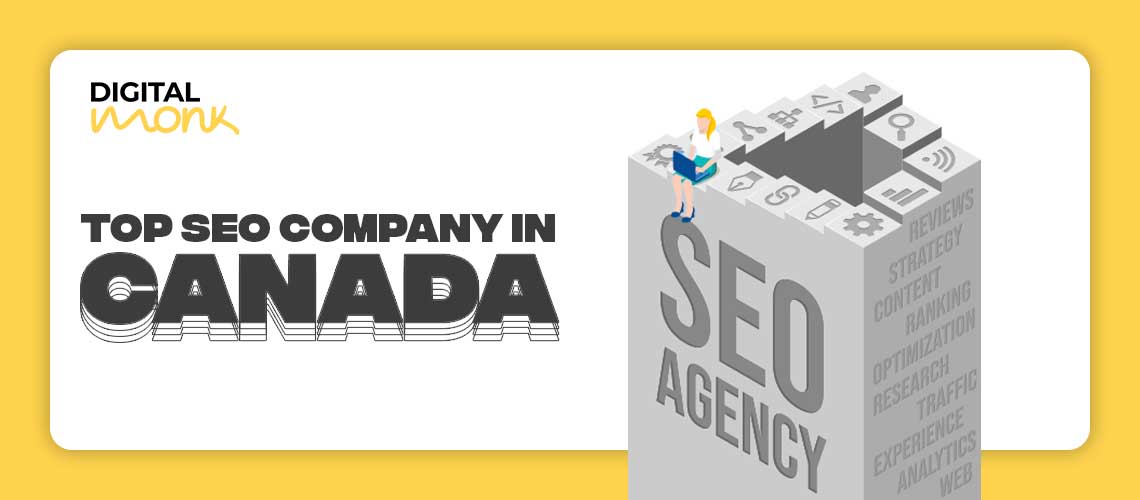 DIGITAL
monk
TOP SEO COMPANY IN
CANADA
SEO
AGENCY
REVIEWS
STRATEGY
CONTENT
RANKING
OPTIMIZATION
RESEARCH
TRAFFIC
EXPERIENCE
ANALYTICS
WEB